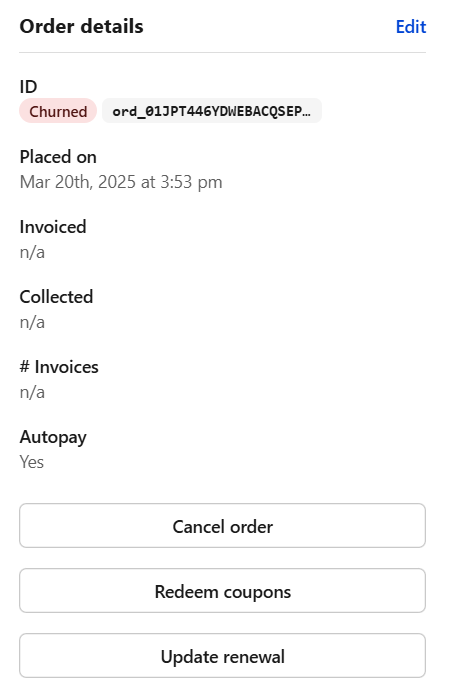 Order details Edit
ID
Churned ord_01JPT446YDWEBACQSEP…
Placed on
Mar 20th, 2025 at 3:53 pm
Invoiced
n/a
Collected
n/a
# Invoices
n/a
Autopay
Yes
Cancel order
Redeem coupons
Update renewal